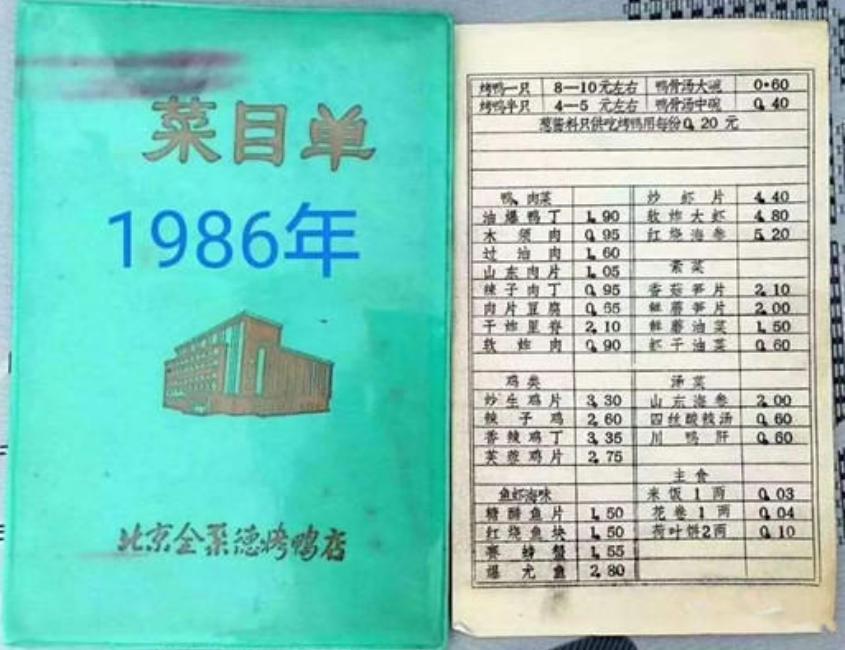 菜目单
1986年
北京全聚德烤鸭店
烤鸭一只 8—10元左右 鸭骨汤大碗 0.60
烤鸭半只 4—5元左右 鸭骨汤中碗 0.40
葱酱料只供吃烤鸭用每份0.20元
鸭、肉菜
油爆鸭丁 1.90
木须肉 0.95
过油肉 1.60
山东肉片 1.05
辣子肉丁 0.95
肉片豆腐
干炸里脊 2.10
软炸肉 0.90
鸡类
炒生鸡片 3.30
辣子鸡 2.60
香辣鸡丁 3.35
芙蓉鸡片 2.75
鱼虾海味
糟醋鱼片 1.50
红烧鱼块 1.50
赛螃蟹 1.55
爆尤鱼 2.80
炒虾片 4.40
软炸大虾 4.80
红烧海参 5.20
素菜
香菇笋片 2.10
鲜蘑笋片 2.00
鲜蘑油菜 1.50
虾子油菜 0.60
汤菜
山东海参 2.00
四丝酸辣汤 0.60
川鸭肝 0.60
主食
米饭1两 0.03
花卷1两 0.04
荷叶饼2两 0.10